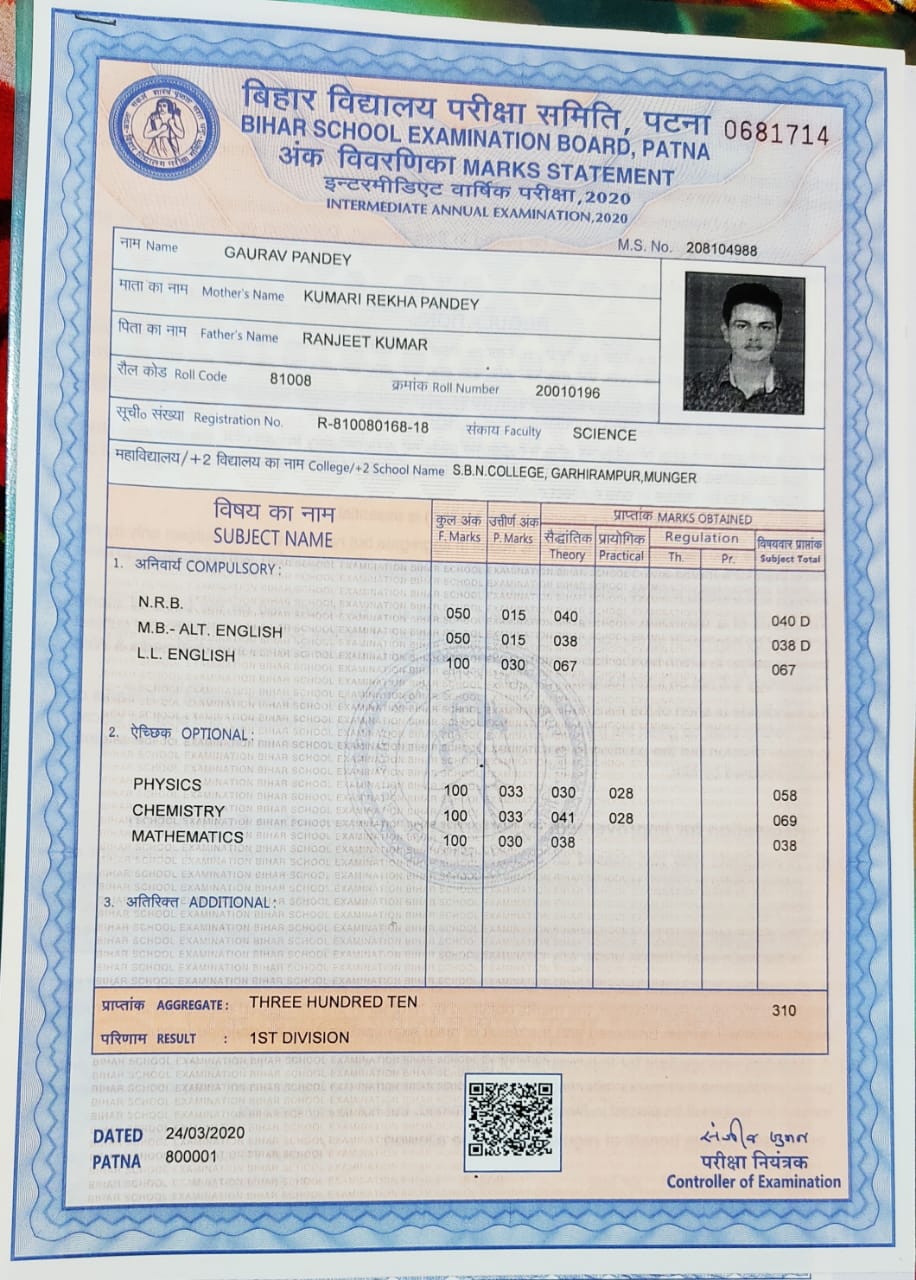 बिहार विद्यालय परीक्षा समिति, पटना
0681714
BIHAR SCHOOL EXAMINATION BOARD, PATNA
अंक विवरणिका MARKS STATEMENT
इन्टरमीडिएट वार्षिक परीक्षा,2020
INTERMEDIATE ANNUAL EXAMINATION,2020
M.S. No. 208104988
नाम Name GAURAV PANDEY
माता का नाम Mother's Name KUMARI REKHA PANDEY
पिता का नाम Father's Name RANJEET KUMAR
रौल कोड Roll Code 81008 क्रमांक Roll Number 20010196
सूची० संख्या Registration No. R-810080168-18 संकाय Faculty SCIENCE
महाविद्यालय/+2 विद्यालय का नाम College/+2 School Name S.B.N.COLLEGE, GARHIRAMPUR,MUNGER
विषय का नाम कुल अंक उत्तीर्ण अंक प्राप्तांक MARKS OBTAINED
SUBJECT NAME F. Marks P. Marks सैद्धांतिक प्रायोगिक Regulation विषयवार प्राप्तांक
Theory Practical Th. Pr. Subject Total
1. अनिवार्य COMPULSORY:
N.R.B. 050 015 040 040 D
M.B.- ALT. ENGLISH 050 015 038 038 D
L.L. ENGLISH 100 030 067 067
2. ऐच्छिक OPTIONAL:
PHYSICS 100 033 030 028 058
CHEMISTRY 100 033 041 028 069
MATHEMATICS 100 030 038 038
3. अतिरिक्त ADDITIONAL:
प्राप्तांक AGGREGATE: THREE HUNDRED TEN 310
परिणाम RESULT : 1ST DIVISION
DATED 24/03/2020
PATNA 800001
परीक्षा नियंत्रक
Controller of Examination